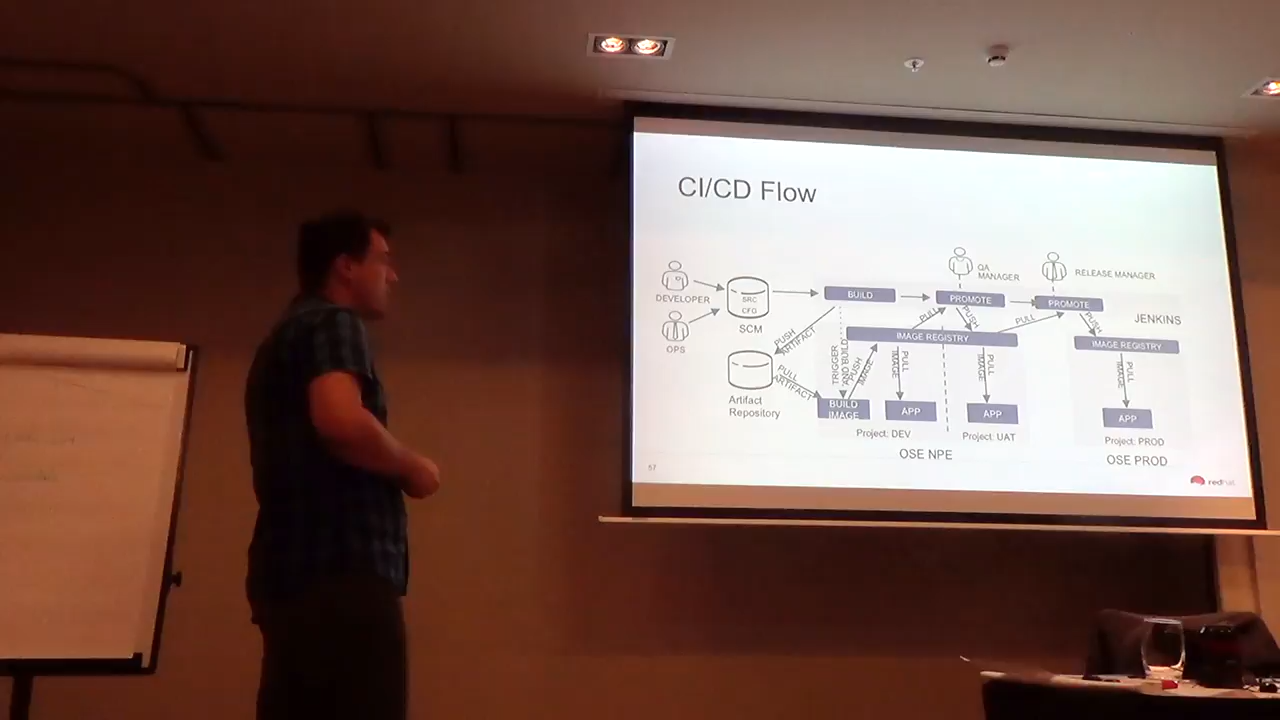 CI/CD Flow
QA
MANAGER
RELEASE MANAGER
DEVELOPER
OPS
SRC
CFG
SCM
BUILD
PROMOTE
PROMOTE
JENKINS
PUSH
ARTIFACT
PULL
ARTIFACT
TRIGGER
AND BUILD
PUSH
IMAGE
PULL
PUSH
PULL
PUSH
IMAGE REGISTRY
IMAGE REGISTRY
PULL
IMAGE
PULL
IMAGE
PULL
IMAGE
Artifact
Repository
BUILD
IMAGE
APP
APP
APP
Project: DEV
Project: UAT
Project: PROD
OSE NPE
OSE PROD
57
redhat